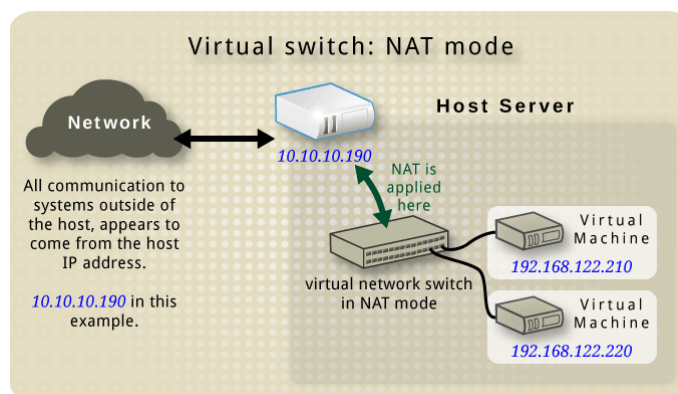 Virtual switch: NAT mode
Network
Host Server
10.10.10.190
NAT is
applied
here
All communication to
systems outside of
the host, appears to
come from the host
IP address.
10.10.10.190 in this
example.
virtual network switch
in NAT mode
Virtual
Machine
192.168.122.210
Virtual
Machine
192.168.122.220